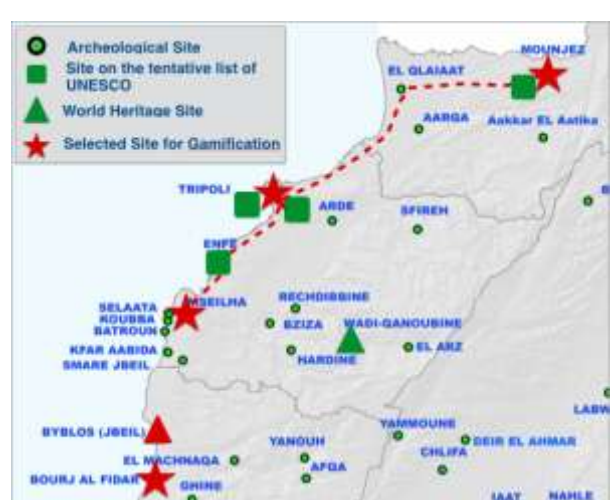 Archeological Site
Site on the tentative list of
UNESCO
World Heritage Site
Selected Site for Gamification
MOUNJEZ
EL QLAIAAT
AARQA
Aakkar EL Aatika
TRIPOLI
ARDE
SFIREH
ENFE
MSEILHA
SELAATA
KOUBBA
BATROUN
RECHDIBBINE
BZIZA
WADI-QANOUBINE
KFAR AABIDA
HARDINE
EL ARZ
SMARE JBEIL
LABW
BYBLOS (JBEIL)
YAMMOUNE
YANOUH
DEIR EL AHMAR
EL MACHNAQA
CHLIFA
AFQA
BOURJ AL FIDAR
GHINE
IAAT
NAHLE